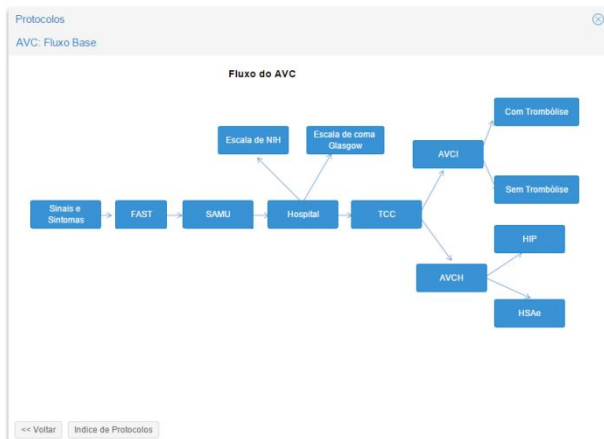 Protocolos
AVC: Fluxo Base
Fluxo do AVC
Com Trombólise
Escala de NIH
Escala de coma
Glasgow
AVCI
Sem Trombólise
Sinais e
Sintomas
FAST
SAMU
Hospital
TCC
HIP
AVCH
HSAe
<< Voltar
Indice de Protocolos